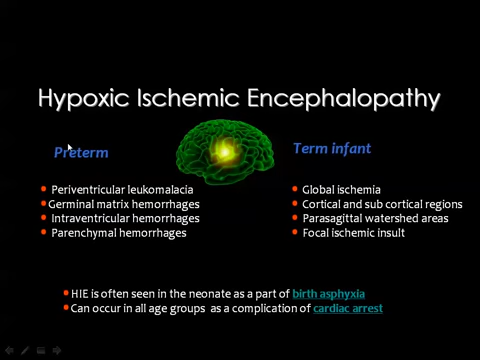 Hypoxic Ischemic Encephalopathy
Preterm
Periventricular leukomalacia
Germinal matrix hemorrhages
Intraventricular hemorrhages
Parenchymal hemorrhages
Term infant
Global ischemia
Cortical and sub cortical regions
Parasagittal watershed areas
Focal ischemic insult
HIE is often seen in the neonate as a part of birth asphyxia
Can occur in all age groups as a complication of cardiac arrest